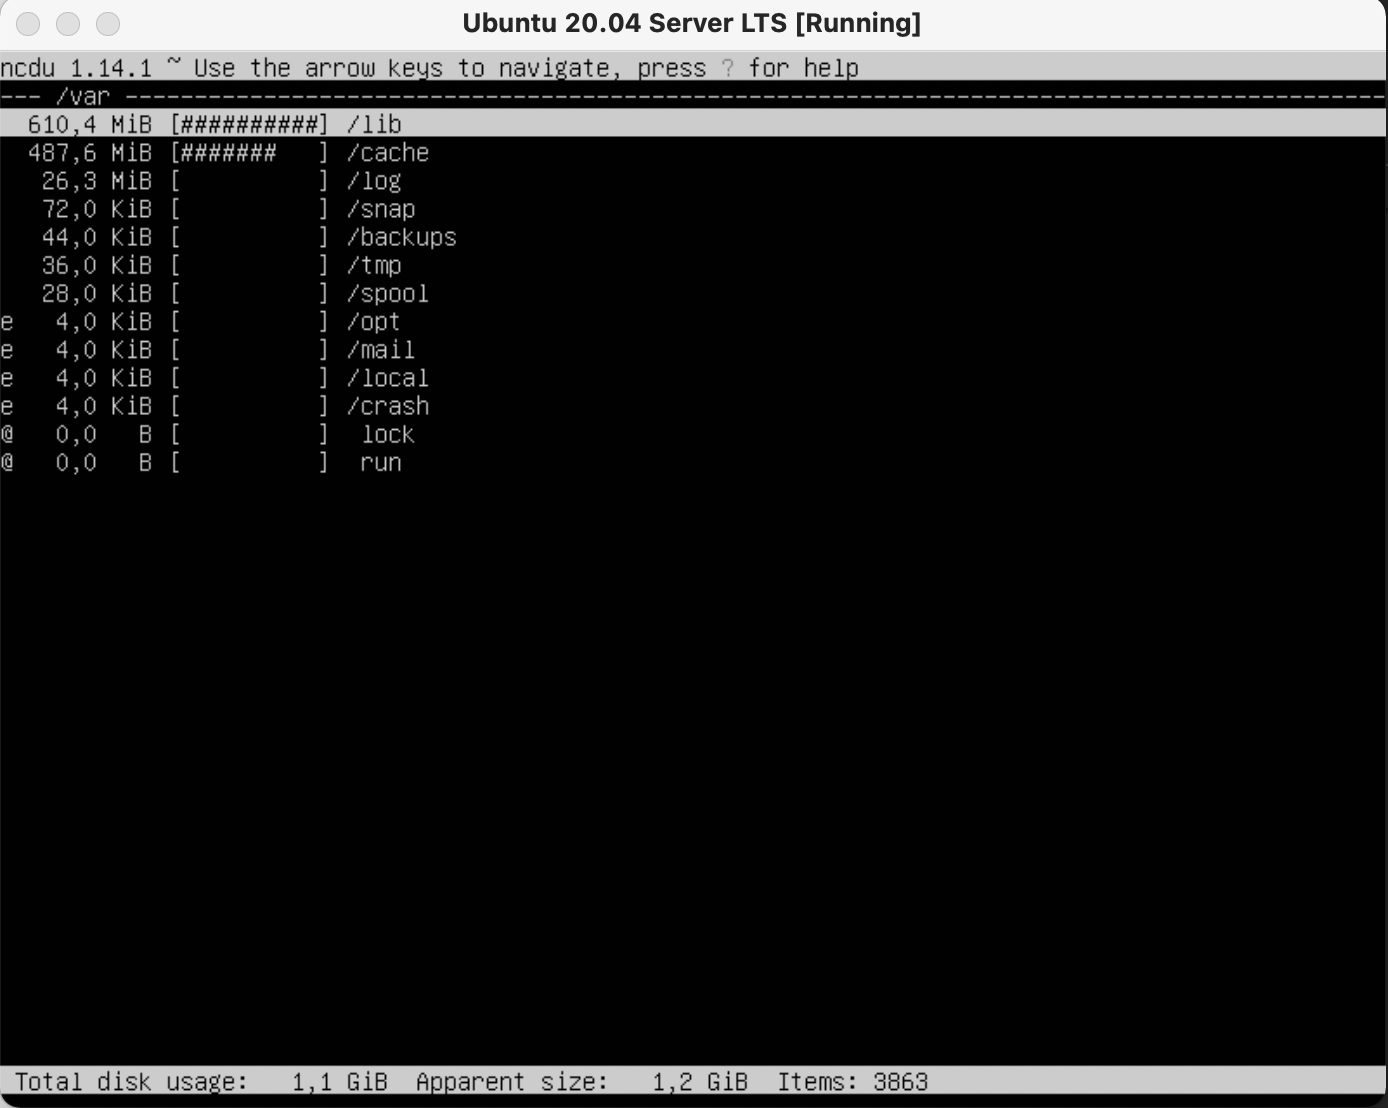 Ubuntu 20.04 Server LTS [Running]
ncdu 1.14.1 ~ Use the arrow keys to navigate, press ? for help
--- /var -------------------------------------------------------------------------------------------
  610,4 MiB [##########] /lib
  487,6 MiB [#######   ] /cache
   26,3 MiB [          ] /log
   72,0 KiB [          ] /snap
   44,0 KiB [          ] /backups
   36,0 KiB [          ] /tmp
   28,0 KiB [          ] /spool
e   4,0 KiB [          ] /opt
e   4,0 KiB [          ] /mail
e   4,0 KiB [          ] /local
e   4,0 KiB [          ] /crash
@   0,0   B [          ]  lock
@   0,0   B [          ]  run
 Total disk usage:   1,1 GiB  Apparent size:   1,2 GiB  Items: 3863